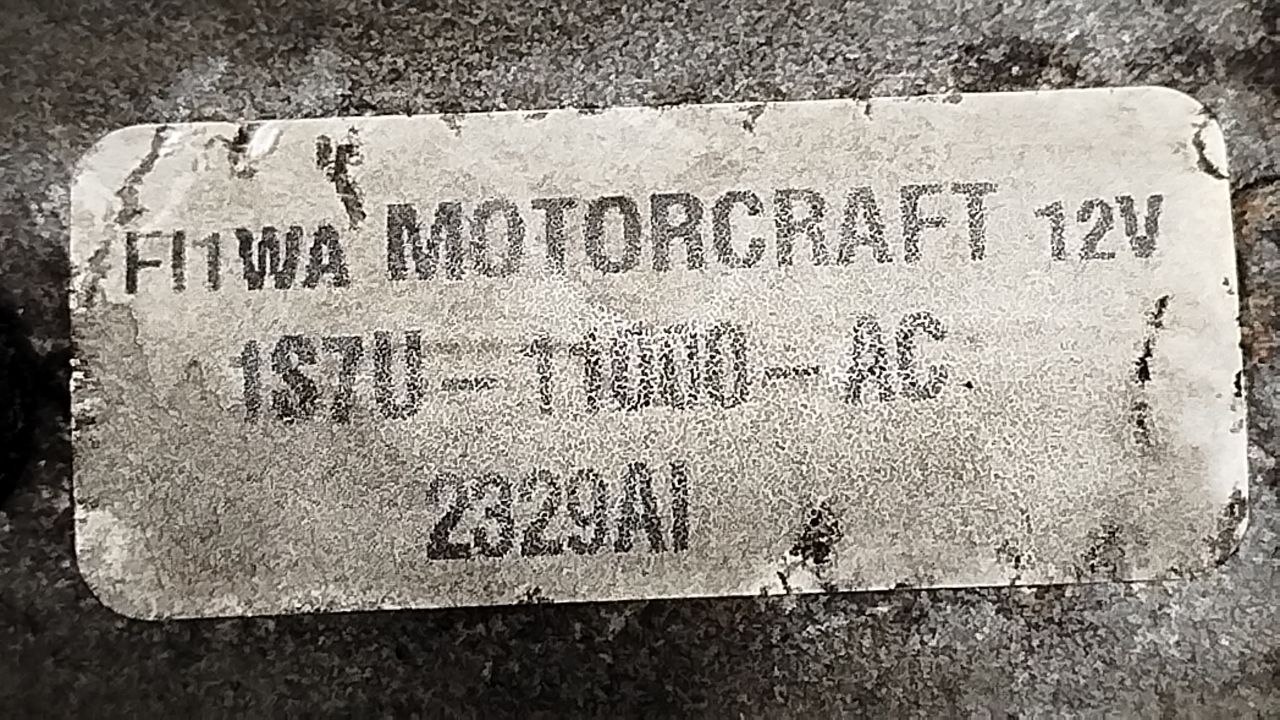 FI1WA MOTORCRAFT 12V
1S7U-11000-AC
2329AI